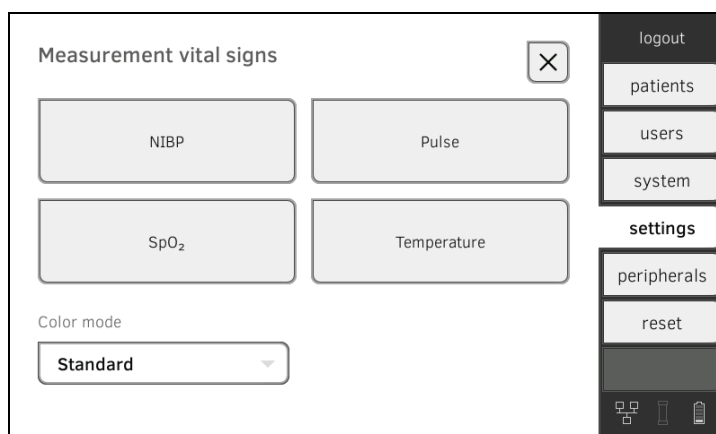 Measurement vital signs
NIBP
Pulse
SpO₂
Temperature
Color mode
Standard
logout
patients
users
system
settings
peripherals
reset